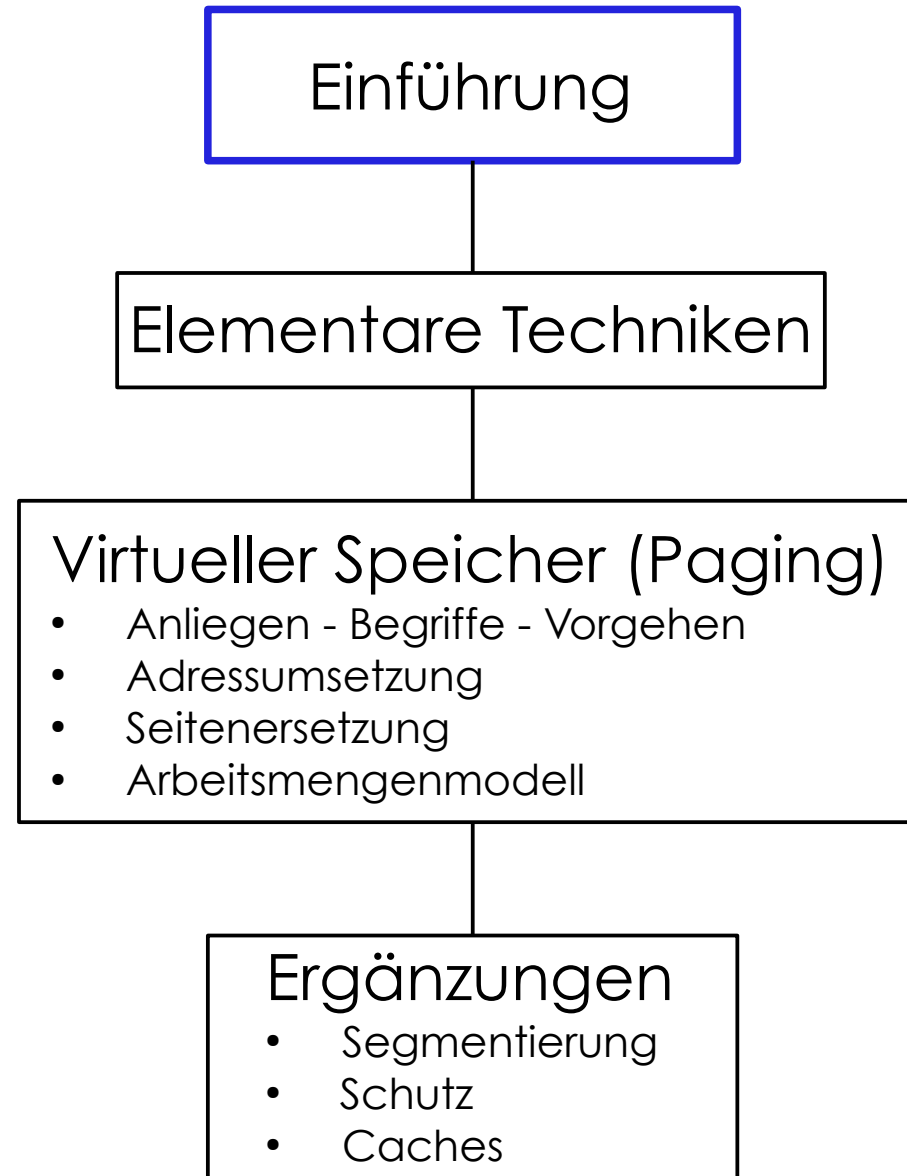 Einführung
Elementare Techniken
Virtueller Speicher (Paging)
• Anliegen - Begriffe - Vorgehen
• Adressumsetzung
• Seitenersetzung
• Arbeitsmengenmodell
Ergänzungen
• Segmentierung
• Schutz
• Caches